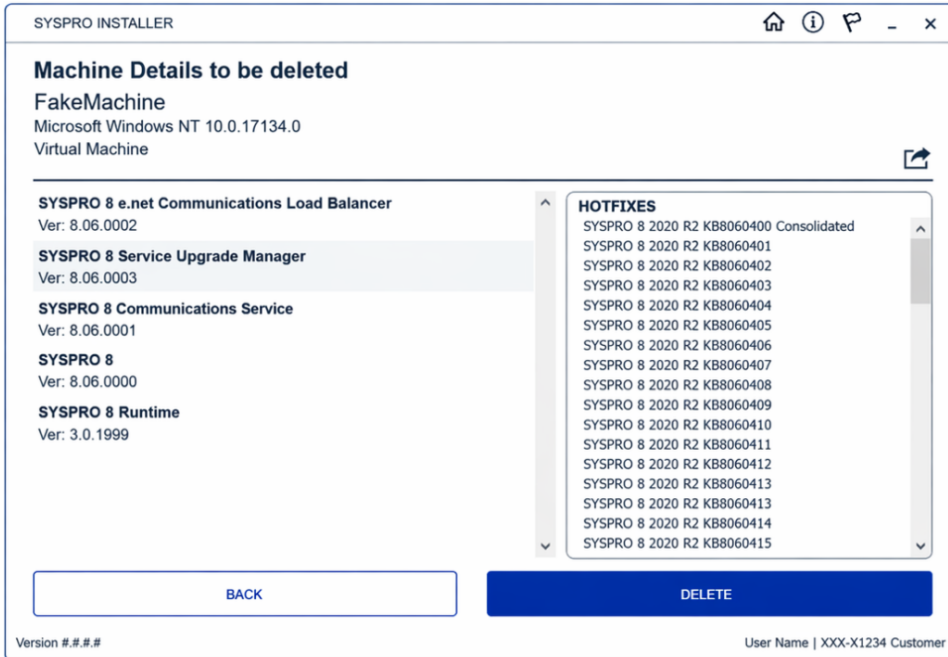 SYSPRO INSTALLER
Machine Details to be deleted
FakeMachine
Microsoft Windows NT 10.0.17134.0
Virtual Machine
SYSPRO 8 e.net Communications Load Balancer
Ver: 8.06.0002
SYSPRO 8 Service Upgrade Manager
Ver: 8.06.0003
SYSPRO 8 Communications Service
Ver: 8.06.0001
SYSPRO 8
Ver: 8.06.0000
SYSPRO 8 Runtime
Ver: 3.0.1999
HOTFIXES
SYSPRO 8 2020 R2 KB8060400 Consolidated
SYSPRO 8 2020 R2 KB8060401
SYSPRO 8 2020 R2 KB8060402
SYSPRO 8 2020 R2 KB8060403
SYSPRO 8 2020 R2 KB8060404
SYSPRO 8 2020 R2 KB8060405
SYSPRO 8 2020 R2 KB8060406
SYSPRO 8 2020 R2 KB8060407
SYSPRO 8 2020 R2 KB8060408
SYSPRO 8 2020 R2 KB8060409
SYSPRO 8 2020 R2 KB8060410
SYSPRO 8 2020 R2 KB8060411
SYSPRO 8 2020 R2 KB8060412
SYSPRO 8 2020 R2 KB8060413
SYSPRO 8 2020 R2 KB8060413
SYSPRO 8 2020 R2 KB8060414
SYSPRO 8 2020 R2 KB8060415
BACK
DELETE
Version #.#.#.#
User Name | XXX-X1234 Customer